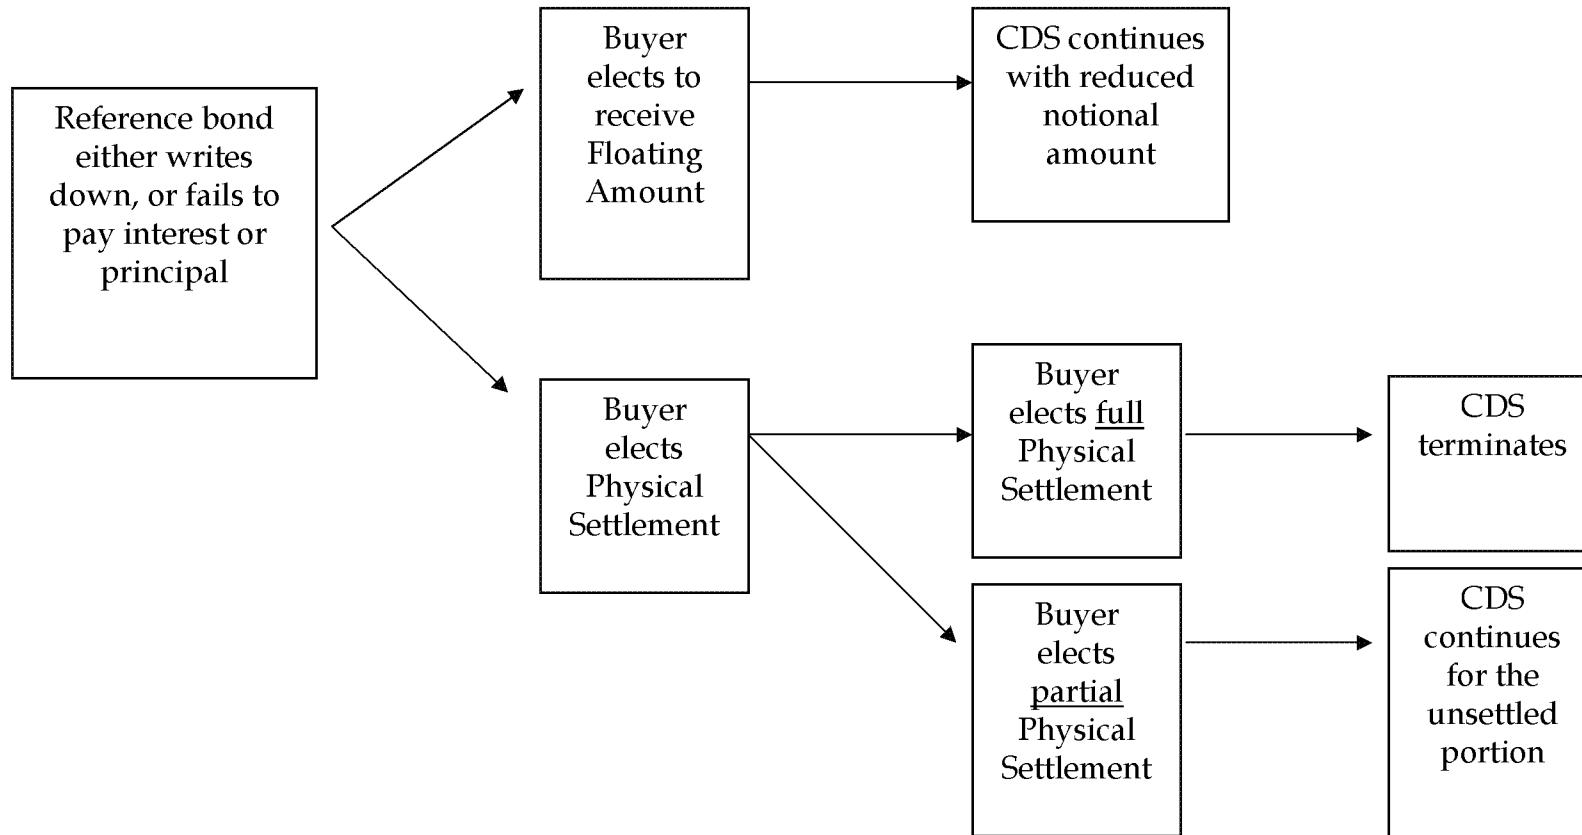 Reference bond
either writes
down, or fails to
pay interest or
principal
Buyer
elects to
receive
Floating
Amount
CDS continues
with reduced
notional
amount
Buyer
elects
Physical
Settlement
Buyer
elects full
Physical
Settlement
CDS
terminates
Buyer
elects
partial
Physical
Settlement
CDS
continues
for the
unsettled
portion